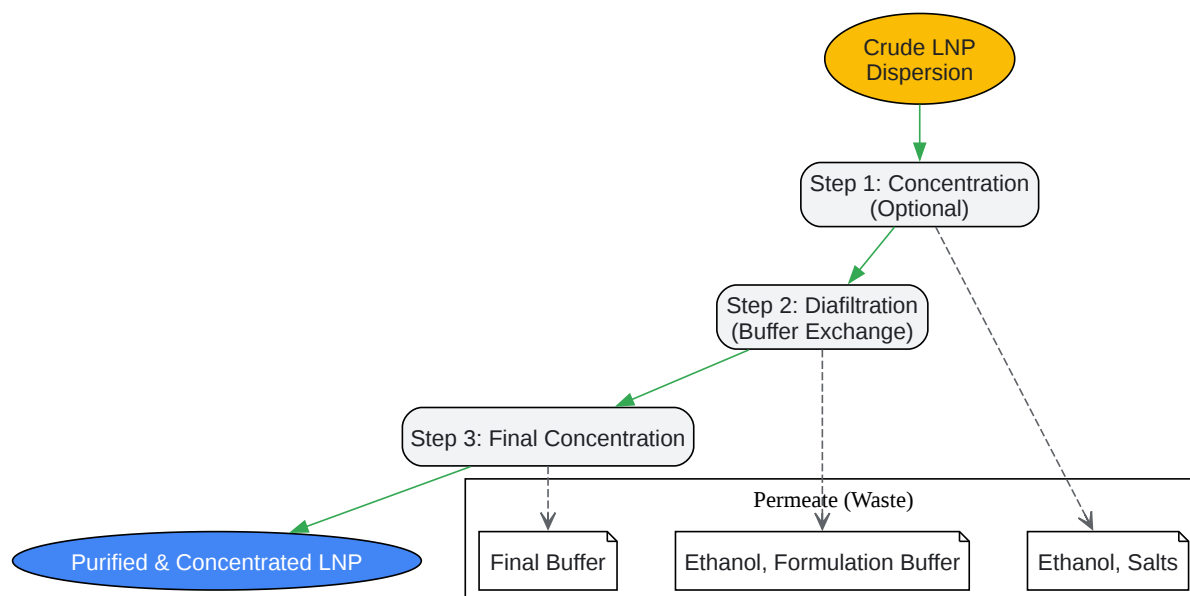 Crude LNP
Dispersion
Step 1: Concentration
(Optional)
Step 2: Diafiltration
(Buffer Exchange)
Step 3: Final Concentration
Permeate (Waste)
Purified & Concentrated LNP
Final Buffer
Ethanol, Formulation Buffer
Ethanol, Salts